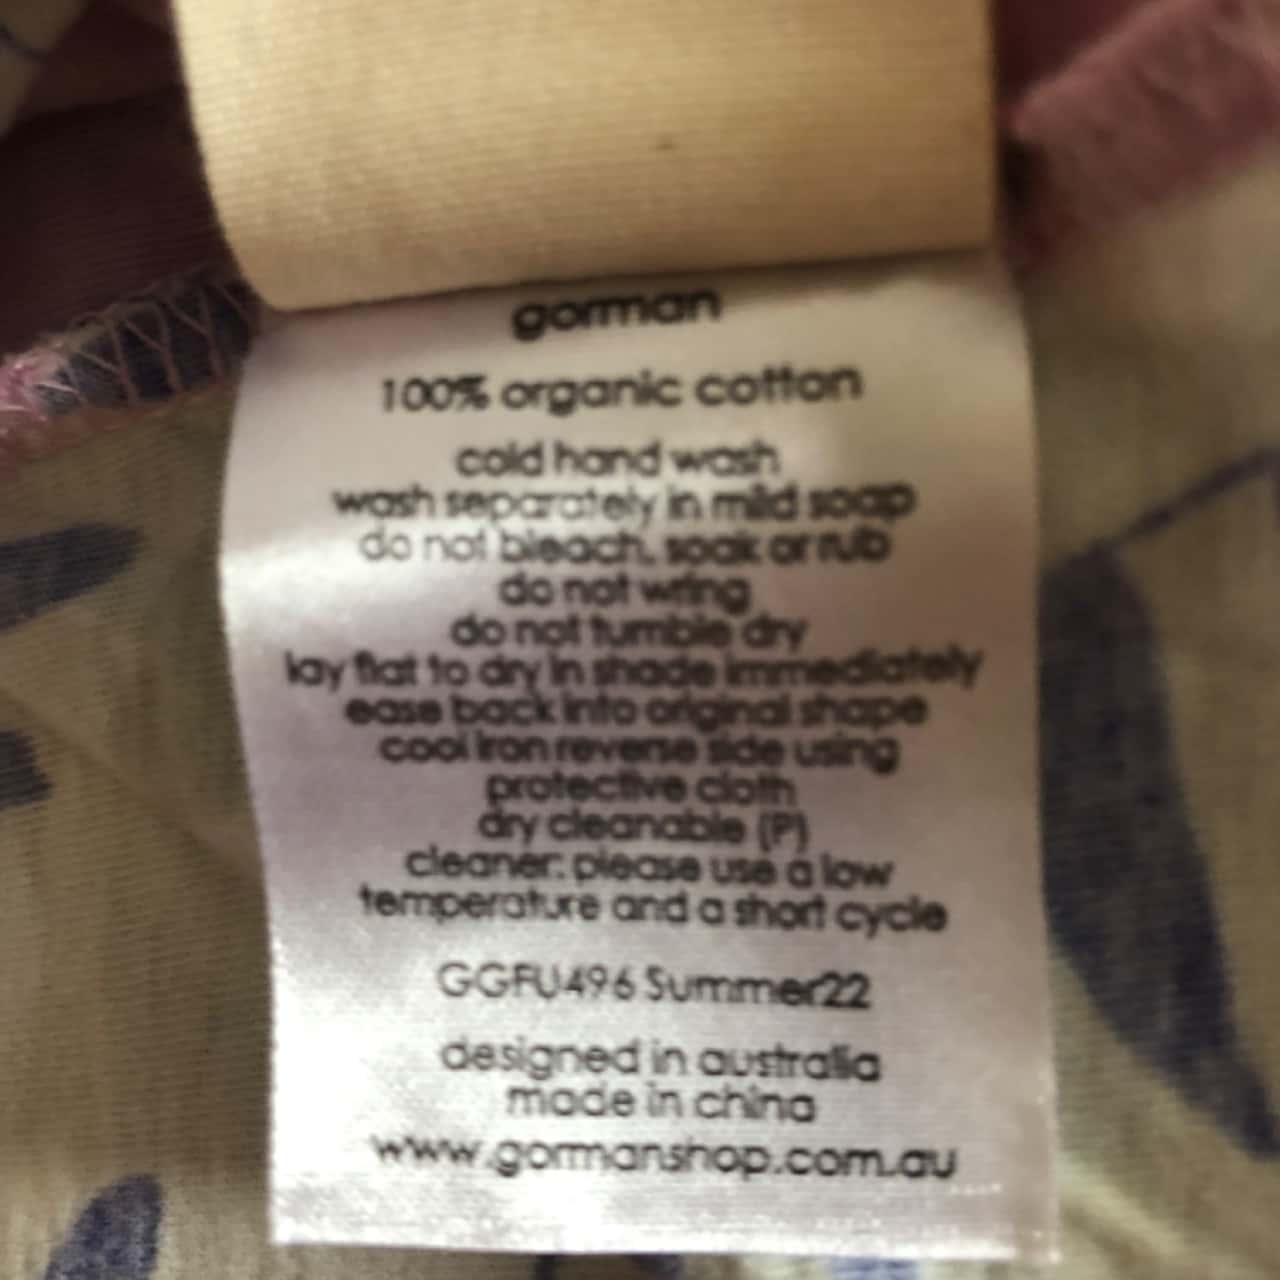 gorman
100% organic cotton
cold hand wash
wash separately in mild soap
do not bleach, soak or rub
do not wring
do not tumble dry
lay flat to dry in shade immediately
ease back into original shape
cool iron reverse side using
protective cloth
dry cleanable (P)
cleaner: please use a low
temperature and a short cycle
GGFU496 Summer22
designed in australia
made in china
www.gormanshop.com.au